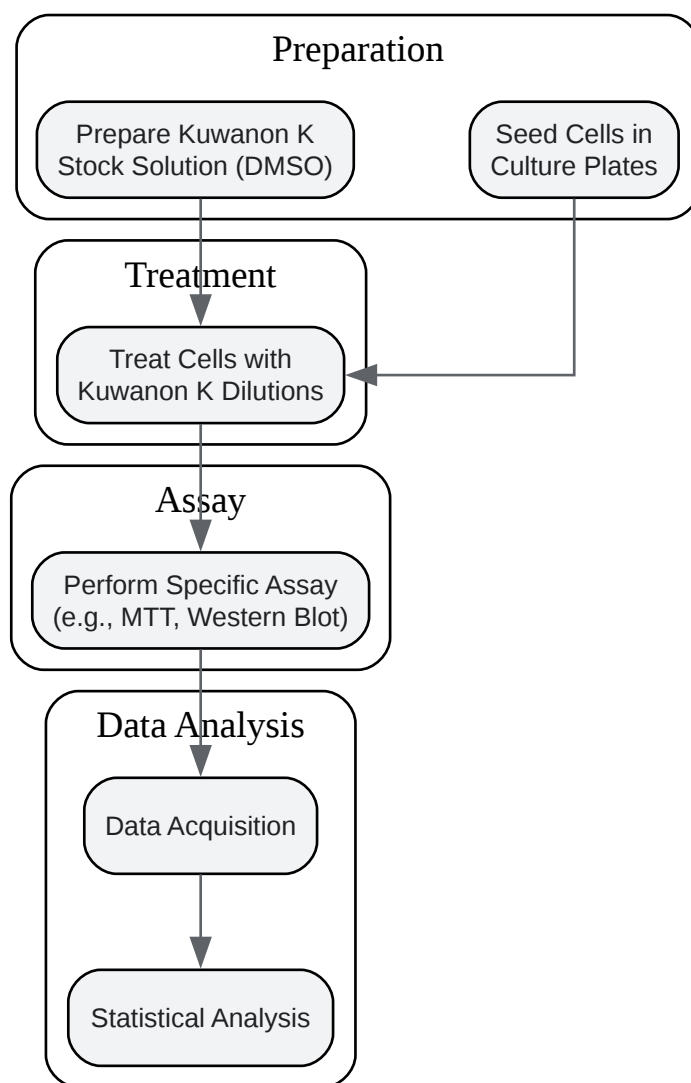 Preparation
Prepare Kuwanon K
Stock Solution (DMSO)
Seed Cells in
Culture Plates
Treatment
Treat Cells with
Kuwanon K Dilutions
Assay
Perform Specific Assay
(e.g., MTT, Western Blot)
Data Analysis
Data Acquisition
Statistical Analysis